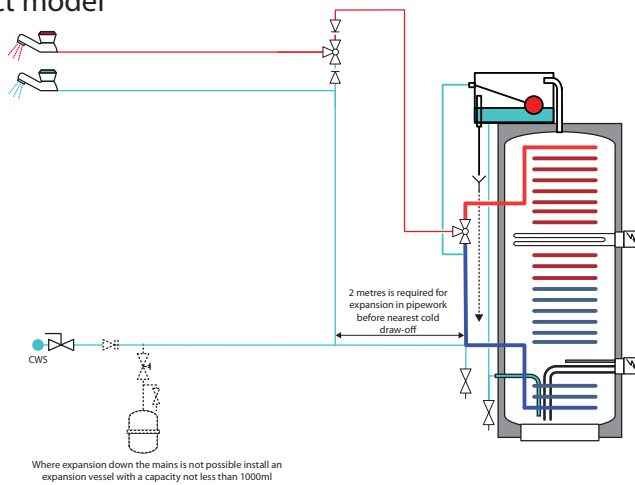 ct model
2 metres is required for
expansion in pipework
before nearest cold
draw-off
CWS
Where expansion down the mains is not possible install an
expansion vessel with a capacity not less than 1000ml